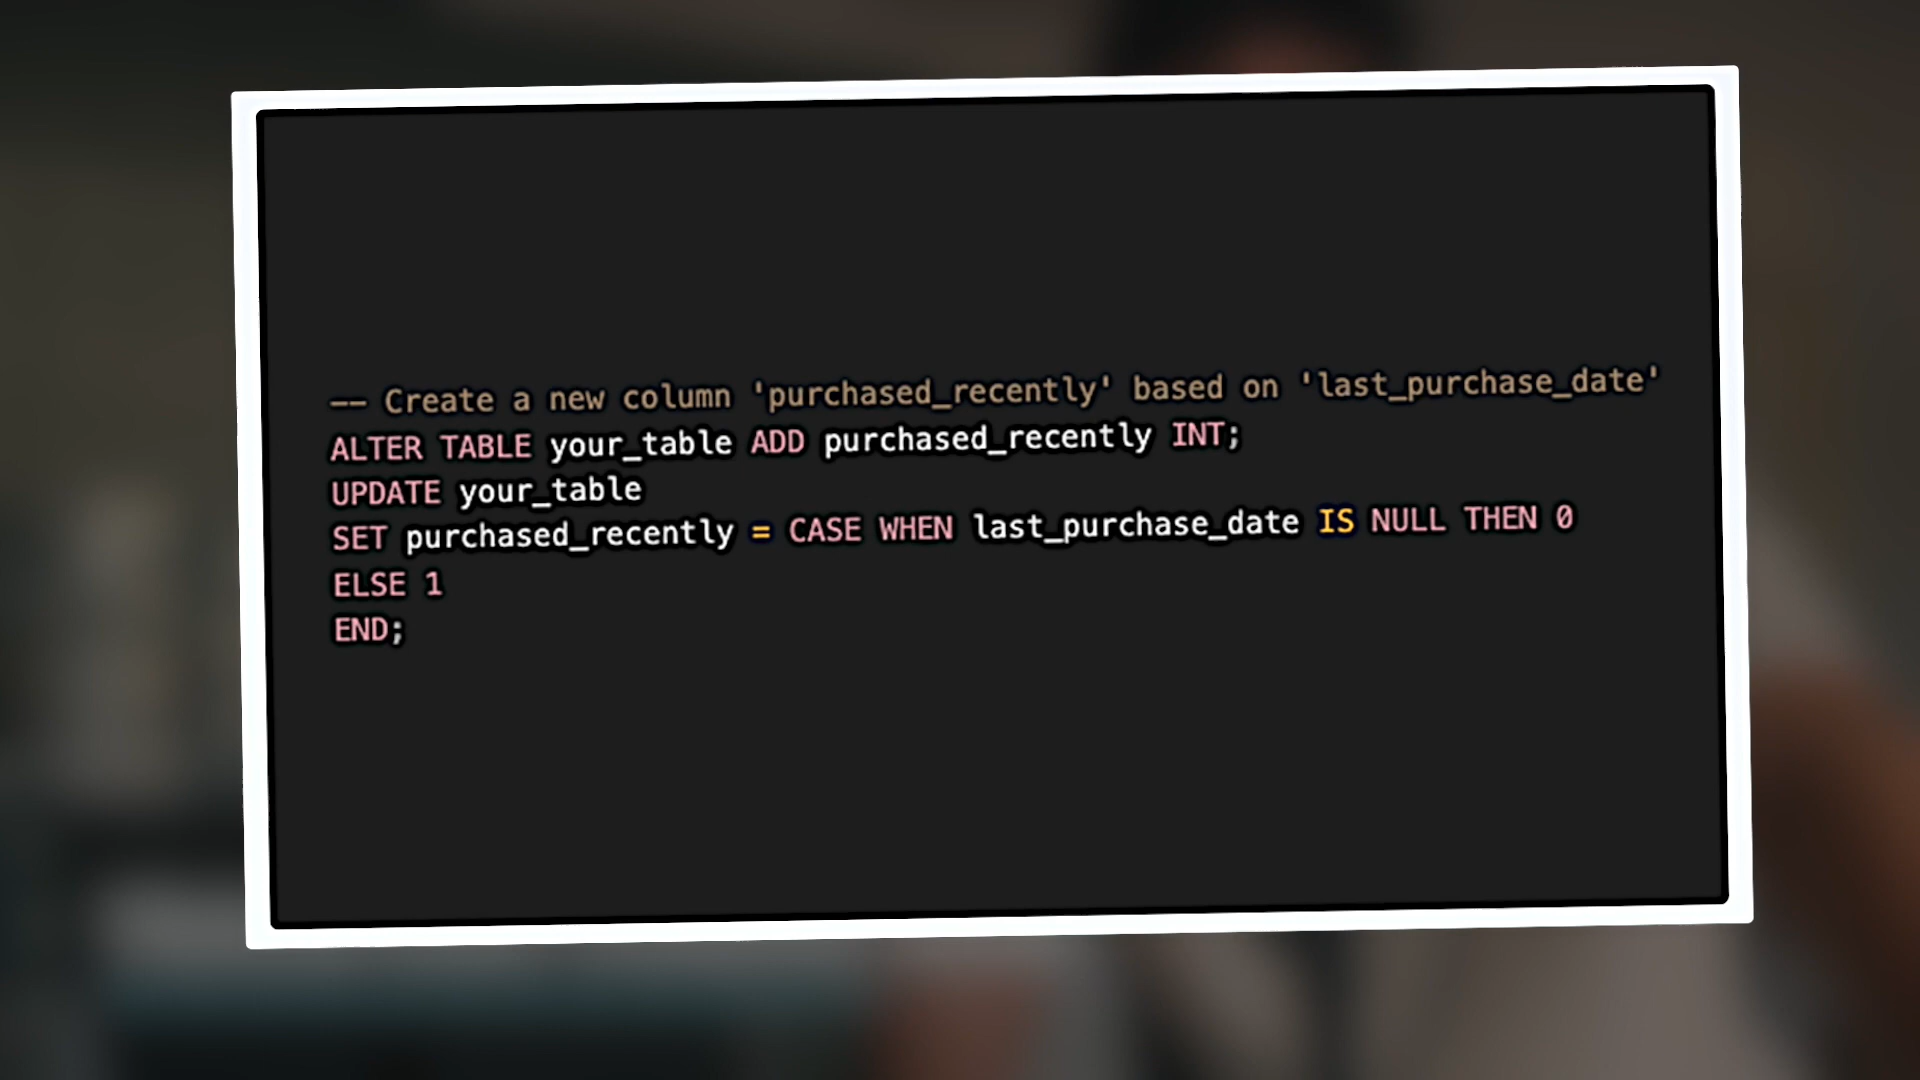 -- Create a new column 'purchased_recently' based on 'last_purchase_date'
ALTER TABLE your_table ADD purchased_recently INT;
UPDATE your_table
SET purchased_recently = CASE WHEN last_purchase_date IS NULL THEN 0
ELSE 1
END;